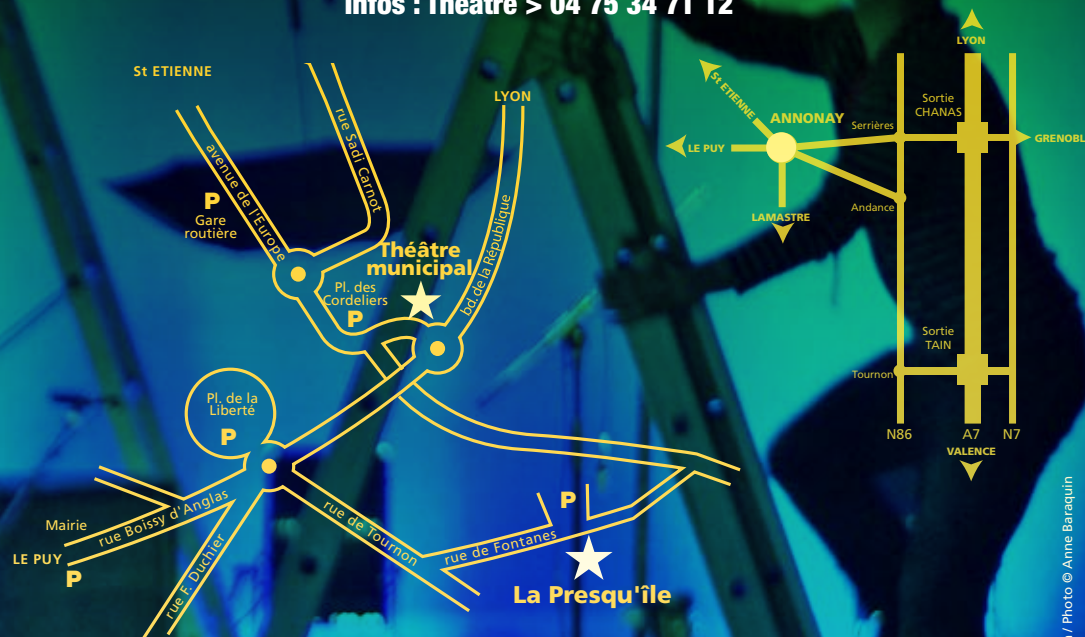 Infos : Théâtre > 04 75 34 71 12
St ETIENNE
rue Sadi Carnot
LYON
avenue de l'Europe
P
Gare
routière
bd.de la République
Théâtre
municipal
Pl. des
Cordeliers
P
Pl. de la
Liberté
P
Mairie
rue Boissy d'Anglas
LE PUY
P
rue F. Duchier
rue de Tournon
rue de Fontanes
P
La Presqu'île
LYON
St ETIENNE
ANNONAY
Serrières
Sortie
CHANAS
LE PUY
GRENOBL
LAMASTRE
Andance
Sortie
TAIN
Tournon
N86
A7
N7
VALENCE
/ Photo © Anne Baraquin